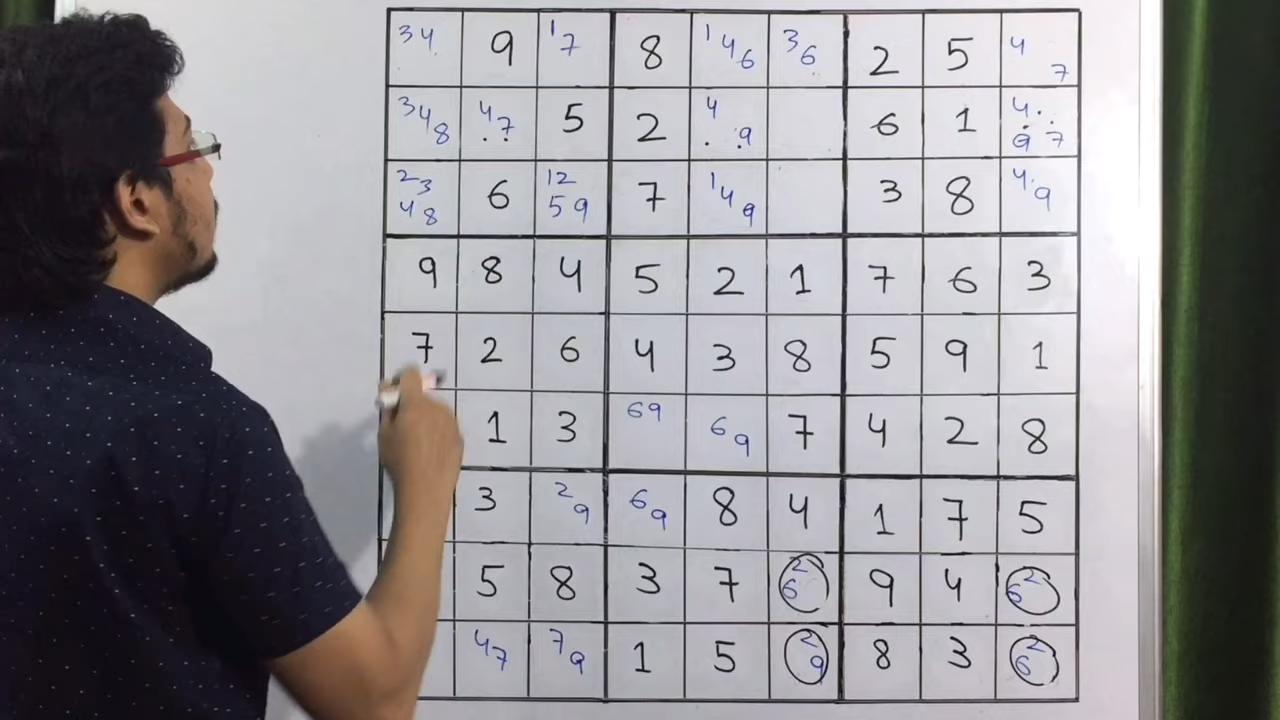 34 9 17 8 146 36 2 5 47
348 47 5 2 49 6 1 4797
2348 6 1259 7 149 3 8 49
9 8 4 5 2 1 7 6 3
7 2 6 4 3 8 5 9 1
1 3 69 69 7 4 2 8
3 29 69 8 4 1 7 5
5 8 3 7 26 9 4 26
47 79 1 5 29 8 3 26